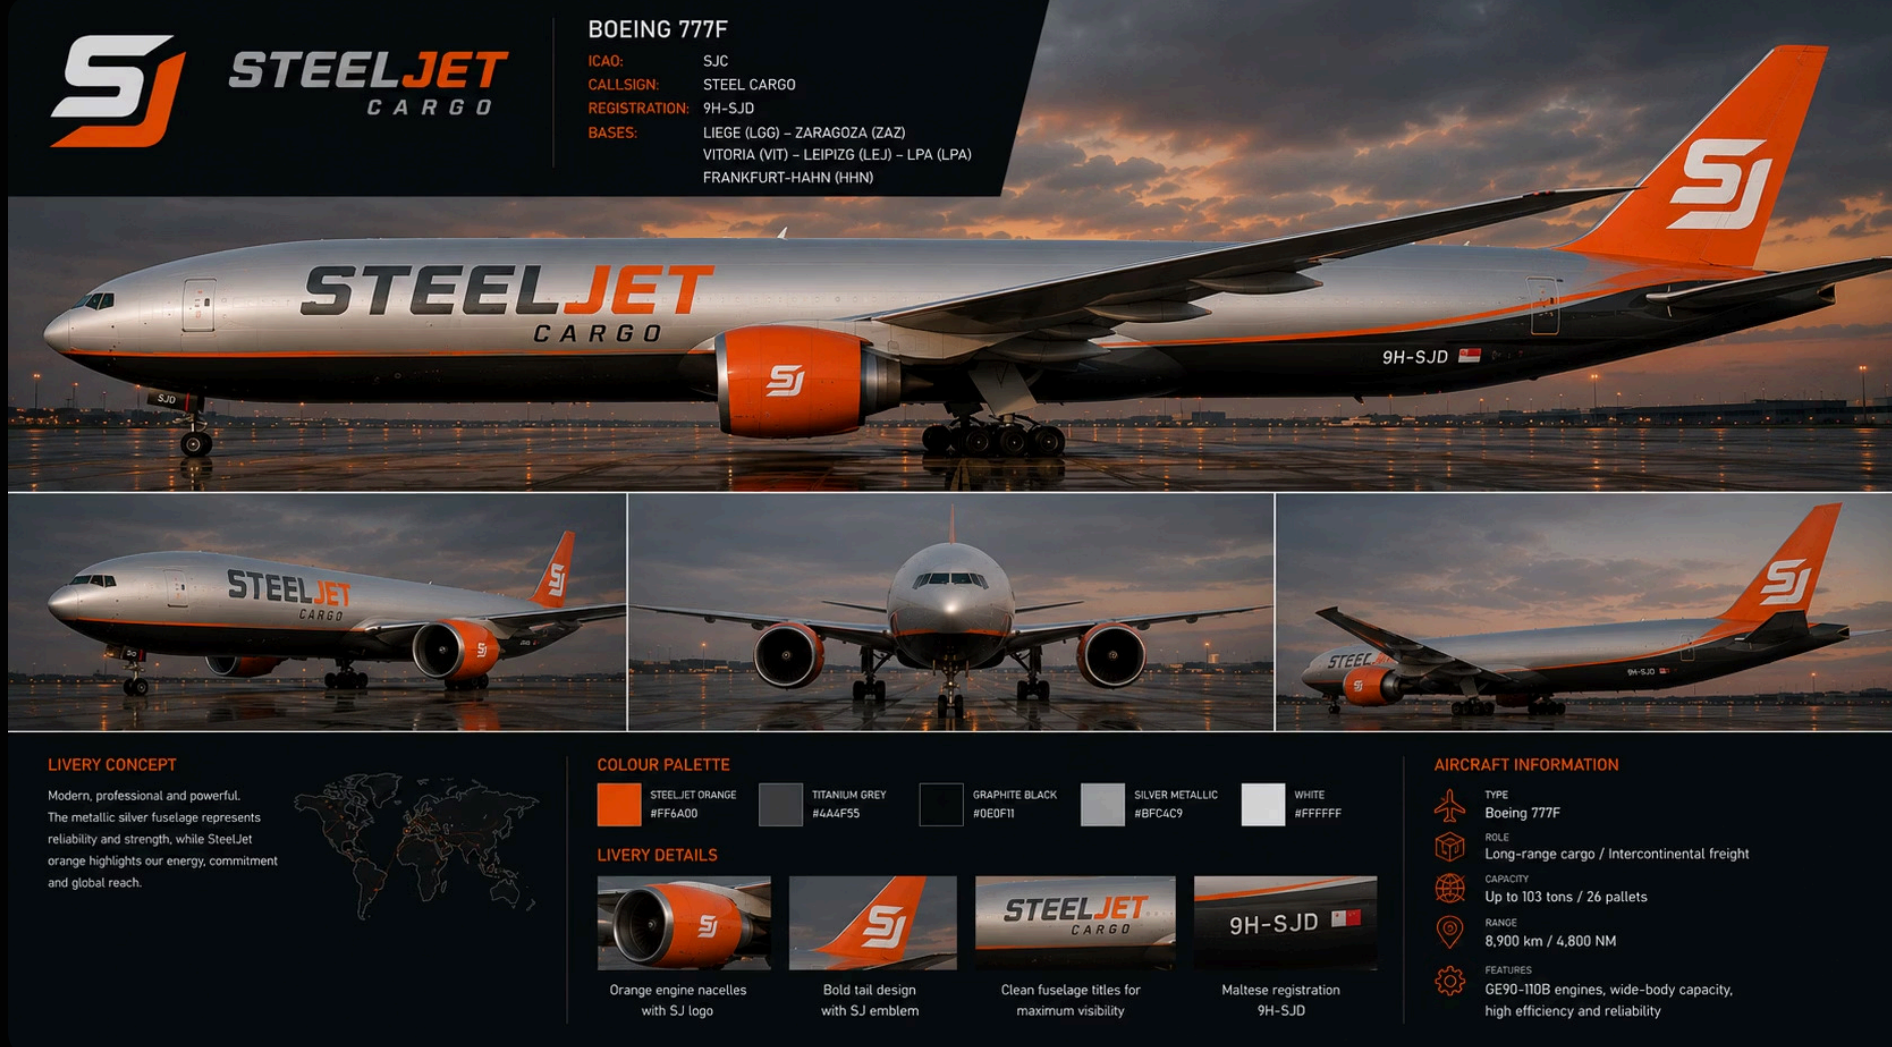 SJ
STEELJET
CARGO
BOEING 777F
ICAO: SJC
CALLSIGN: STEEL CARGO
REGISTRATION: 9H-SJD
BASES: LIEGE (LGG) – ZARAGOZA (ZAZ)
VITORIA (VIT) – LEIPIZG (LEJ) – LPA (LPA)
FRANKFURT-HAHN (HHN)
SJ
STEELJET
CARGO
SJ
9H-SJD
SJD
STEELJET
CARGO
SJ
SJ
SJ
STEELJ
SJ
9H-SJD
LIVERY CONCEPT
Modern, professional and powerful.
The metallic silver fuselage represents
reliability and strength, while SteelJet
orange highlights our energy, commitment
and global reach.
COLOUR PALETTE
STEELJET ORANGE
#FF6A00
TITANIUM GREY
#4A4F55
GRAPHITE BLACK
#0E0F11
SILVER METALLIC
#BFC4C9
WHITE
#FFFFFF
LIVERY DETAILS
SJ
SJ
STEELJET
CARGO
9H-SJD
Orange engine nacelles
with SJ logo
Bold tail design
with SJ emblem
Clean fuselage titles for
maximum visibility
Maltese registration
9H-SJD
AIRCRAFT INFORMATION
TYPE
Boeing 777F
ROLE
Long-range cargo / Intercontinental freight
CAPACITY
Up to 103 tons / 26 pallets
RANGE
8,900 km / 4,800 NM
FEATURES
GE90-110B engines, wide-body capacity,
high efficiency and reliability